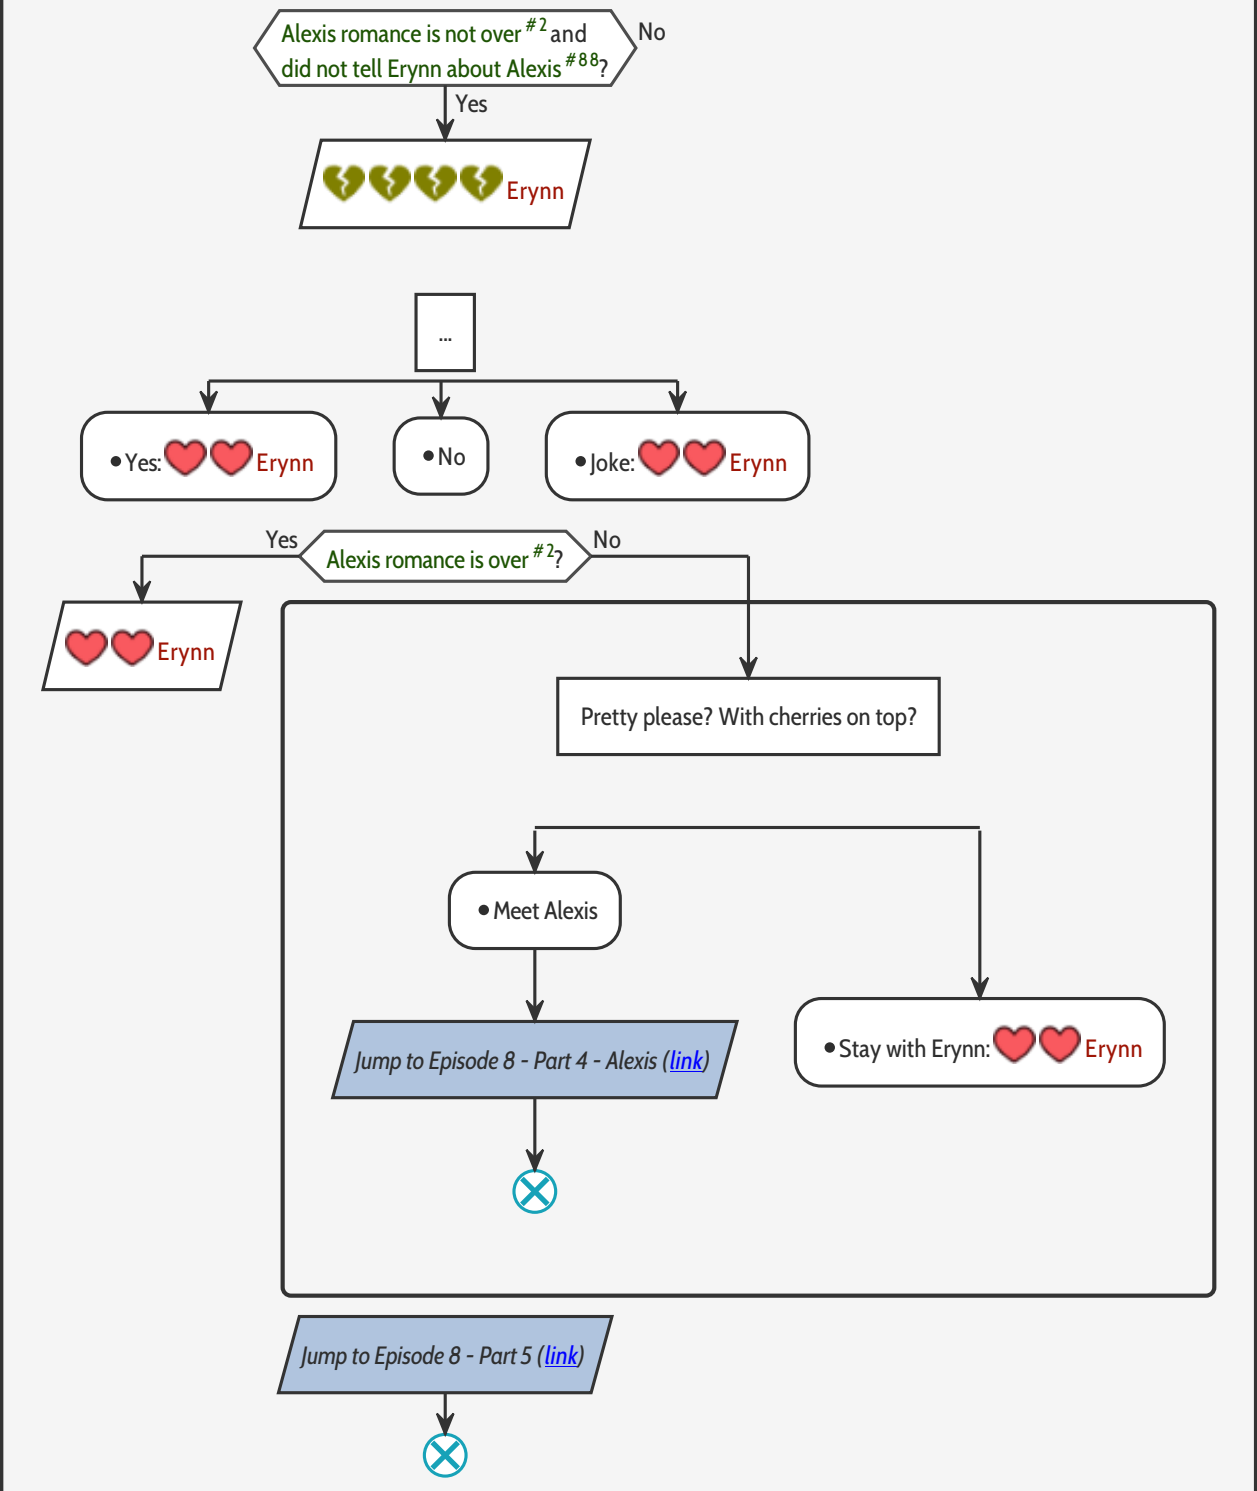 Alexis romance is not over #2 and
did not tell Erynn about Alexis #88?
No
Yes
Erynn
...
•Yes: Erynn
•No
•Joke: Erynn
Yes
Alexis romance is over #2?
No
Erynn
Pretty please? With cherries on top?
•Meet Alexis
Jump to Episode 8 - Part 4 - Alexis (link)
•Stay with Erynn: Erynn
Jump to Episode 8 - Part 5 (link)